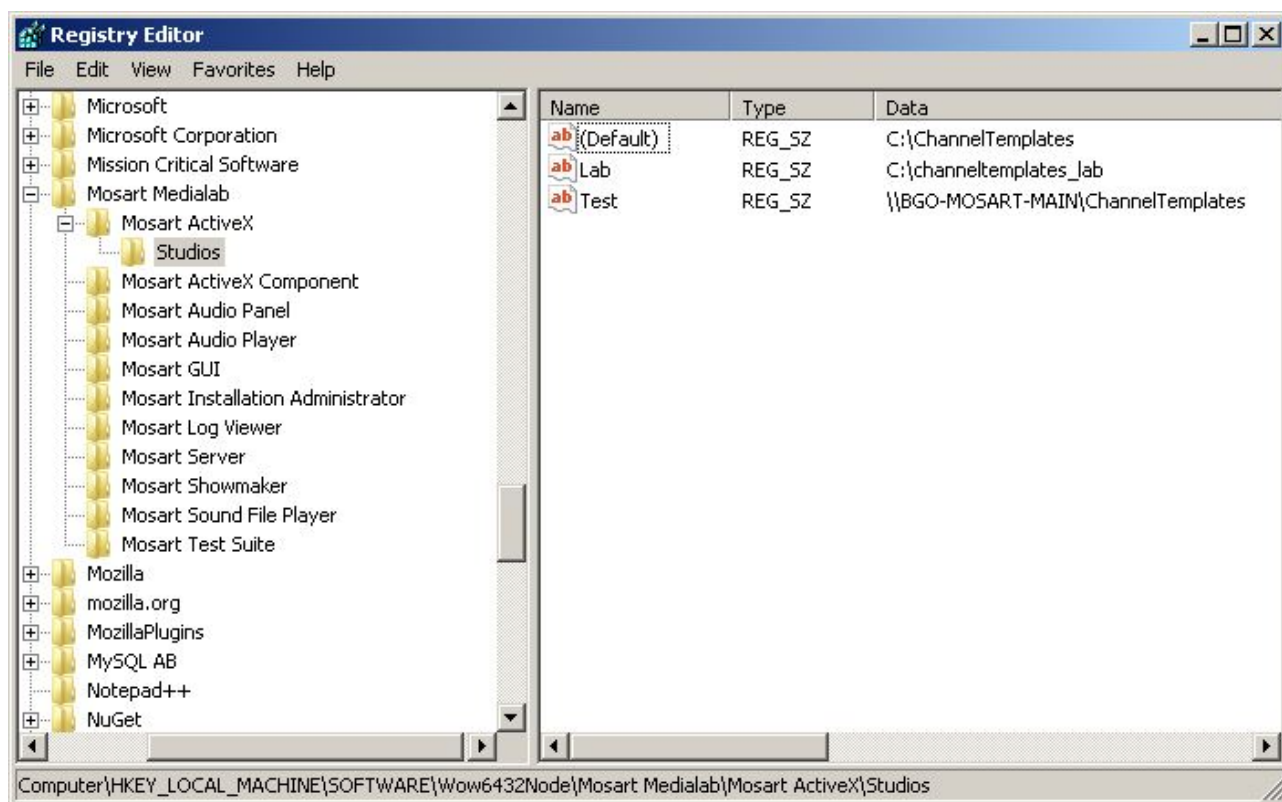 Registry Editor
File Edit View Favorites Help
Microsoft
Microsoft Corporation
Mission Critical Software
Mosart Medialab
Mosart ActiveX
Studios
Mosart ActiveX Component
Mosart Audio Panel
Mosart Audio Player
Mosart GUI
Mosart Installation Administrator
Mosart Log Viewer
Mosart Server
Mosart Showmaker
Mosart Sound File Player
Mosart Test Suite
Mozilla
mozilla.org
MozillaPlugins
MySQL AB
Notepad++
NuGet
Name Type Data
ab (Default) REG_SZ C:\ChannelTemplates
ab Lab REG_SZ C:\channeltemplates_lab
ab Test REG_SZ \\BGO-MOSART-MAIN\ChannelTemplates
Computer\HKEY_LOCAL_MACHINE\SOFTWARE\Wow6432Node\Mosart Medialab\Mosart ActiveX\Studios